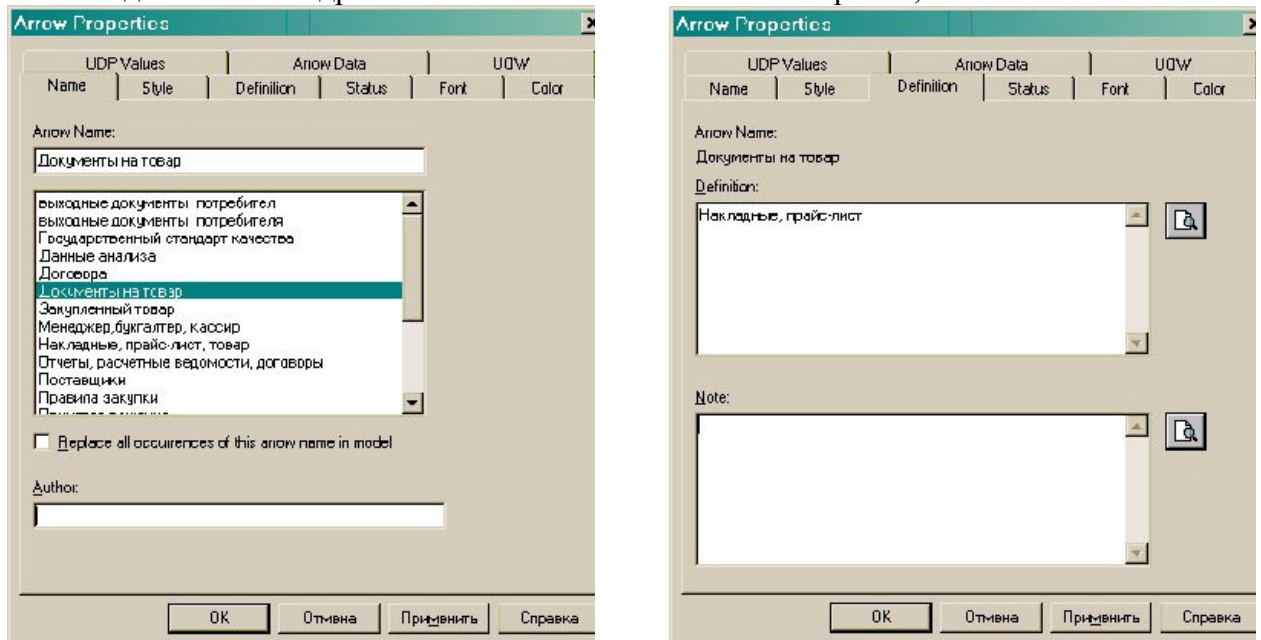 Arrow Properties
UDP Values Arrow Data UOW
Name Style Definition Status Font Color
Arrow Name:
Документы на товар
выходные документы потребител
выходные документы потребителя
Государственный стандарт качества
Данные анализа
Договора
Документы на товар
Закупленный товар
Менеджер,бухгалтер, кассир
Накладные, прайс-лист, товар
Отчеты, расчетные ведомости, договоры
Поставщики
Правила закупки
Replace all occurrences of this arrow name in model
Author:
OK Отмена Применить Справка
Arrow Properties
UDP Values Arrow Data UOW
Name Style Definition Status Font Color
Arrow Name:
Документы на товар
Definition:
Накладные, прайс-лист
Note:
OK Отмена Применить Справка